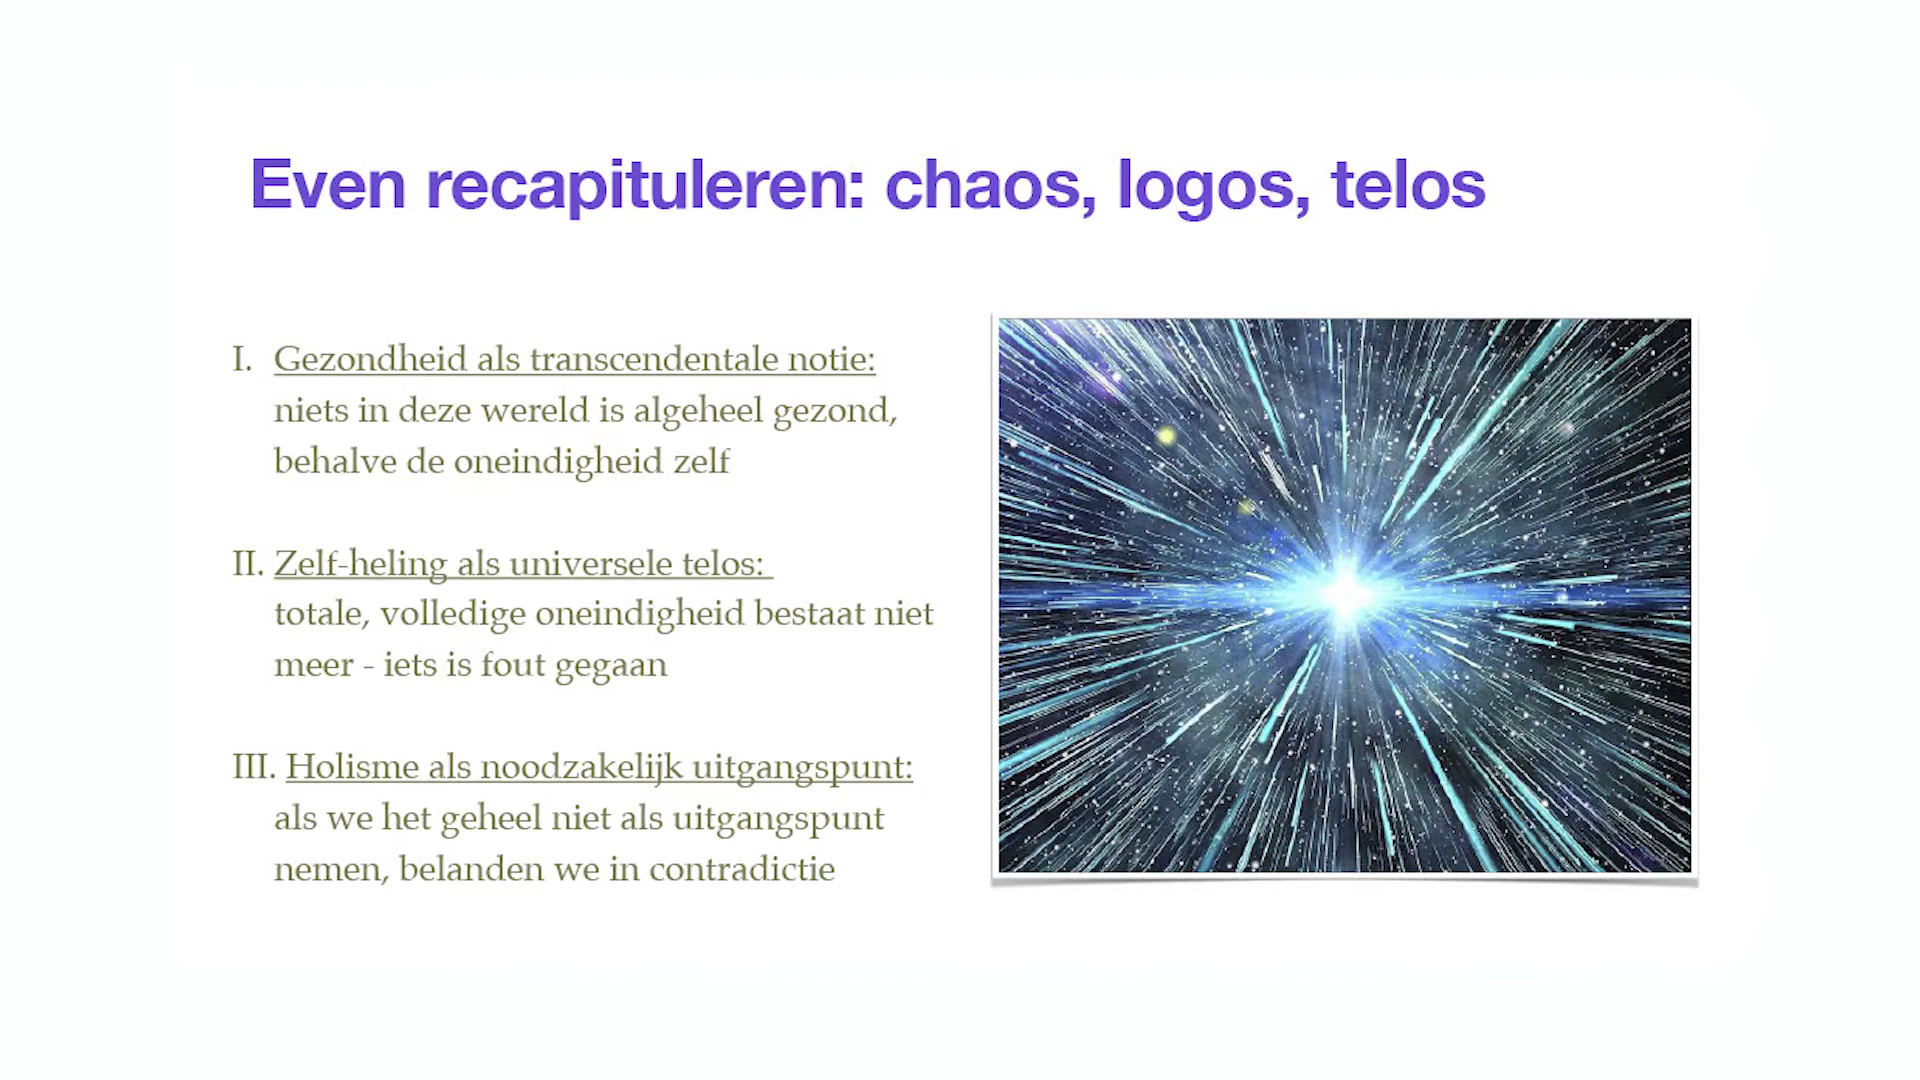 Even recapituleren: chaos, logos, telos
I. Gezondheid als transcendentale notie:
niets in deze wereld is algeheel gezond,
behalve de oneindigheid zelf
II. Zelf-heling als universele telos:
totale, volledige oneindigheid bestaat niet
meer - iets is fout gegaan
III. Holisme als noodzakelijk uitgangspunt:
als we het geheel niet als uitgangspunt
nemen, belanden we in contradictie